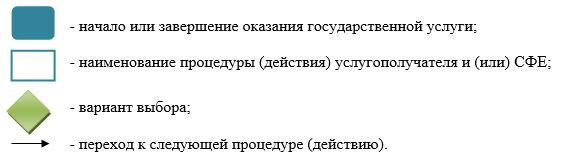 - начало или завершение оказания государственной услуги;
- наименование процедуры (действия) услугополучателя и (или) СФЕ;
- вариант выбора;
- переход к следующей процедуре (действию).